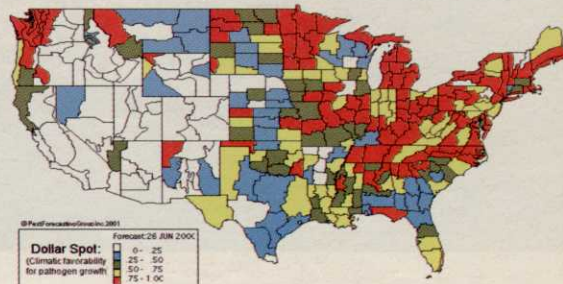 © PestForecastingGroup,Inc.2001
Forecast: 26 JUN 200
Dollar Spot:
(Climatic favorability
for pathogen growth)
0 - .25
.25 - .50
.50 - .75
.75 - 1.00